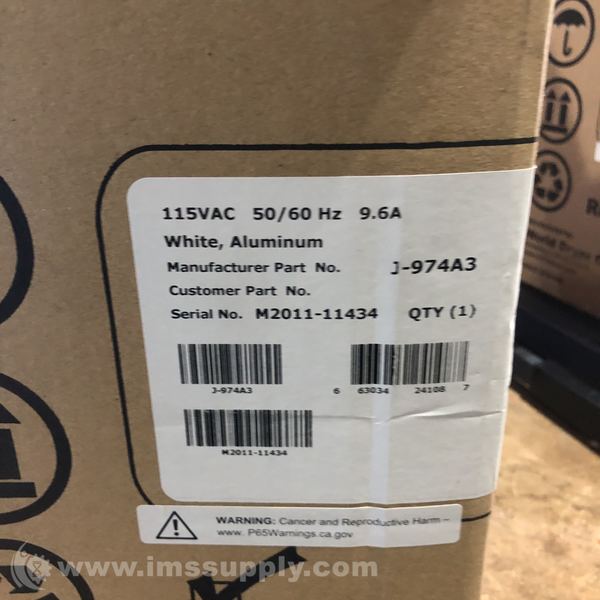 115VAC 50/60 Hz 9.6A
White, Aluminum
Manufacturer Part No. J-974A3
Customer Part No.
Serial No. M2011-11434 QTY (1)
J-974A3
6 63034 24108 7
M2011-11434
WARNING: Cancer and Reproductive Harm –
www.P65Warnings.ca.gov
World Dryer
© www.imssupply.com